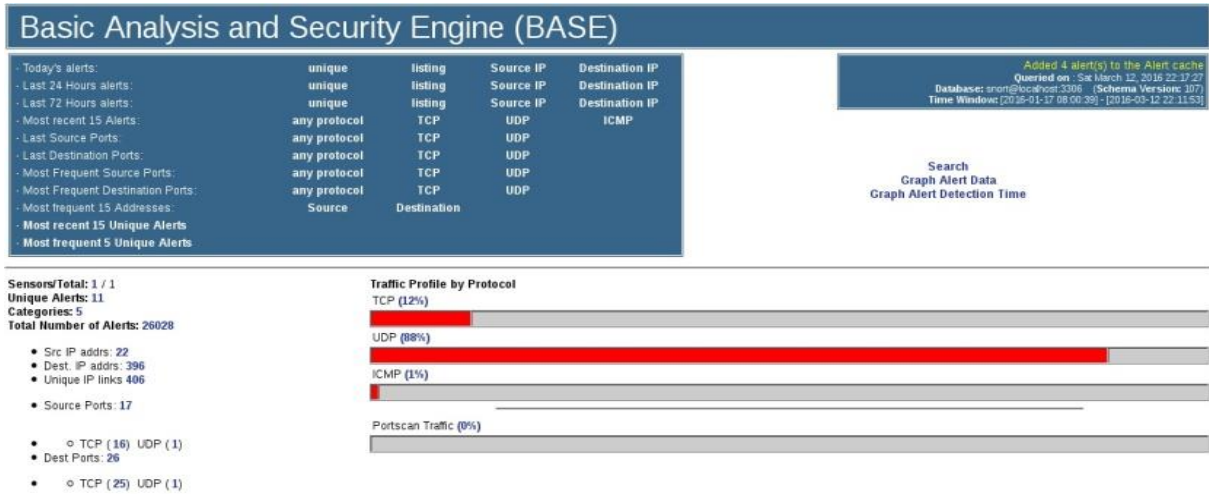 Basic Analysis and Security Engine (BASE)
- Today's alerts: unique listing Source IP Destination IP
- Last 24 Hours alerts: unique listing Source IP Destination IP
- Last 72 Hours alerts: unique listing Source IP Destination IP
- Most recent 15 Alerts: any protocol TCP UDP ICMP
- Last Source Ports: any protocol TCP UDP
- Last Destination Ports: any protocol TCP UDP
- Most Frequent Source Ports: any protocol TCP UDP
- Most Frequent Destination Ports: any protocol TCP UDP
- Most frequent 15 Addresses: Source Destination
- Most recent 15 Unique Alerts
- Most frequent 5 Unique Alerts
Added 4 alert(s) to the Alert cache
Queried on : Sat March 12, 2016 22:17:27
Database: snort@localhost:3306 (Schema Version: 107)
Time Window: [2016-01-17 08:00:39] - [2016-03-12 22:11:53]
Search
Graph Alert Data
Graph Alert Detection Time
Sensors/Total: 1 / 1
Unique Alerts: 11
Categories: 5
Total Number of Alerts: 26028
• Src IP addrs: 22
• Dest. IP addrs: 396
• Unique IP links 406
• Source Ports: 17
• ○ TCP (16) UDP (1)
• Dest Ports: 26
• ○ TCP (25) UDP (1)
Traffic Profile by Protocol
TCP (12%)
UDP (88%)
ICMP (1%)
Portscan Traffic (0%)